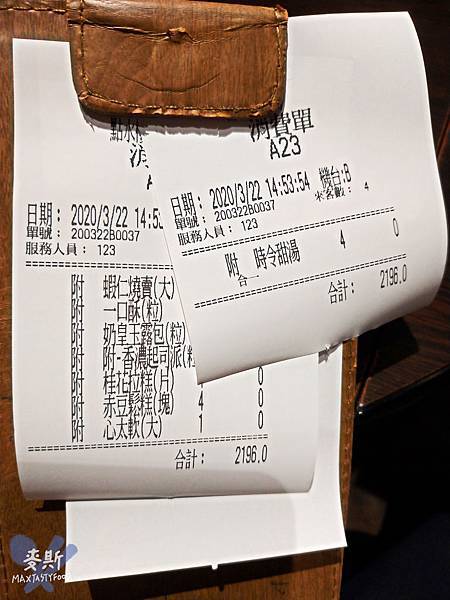 點水
消費單
A23
日期: 2020/3/22 14:53:54 機台:B
單號: 200322B0037 來客數: 4
服務人員: 123
附 時令甜湯 4 0
合計: 2196.0
日期: 2020/3/22 14:5
單號: 200322B0037
服務人員: 123
附 蝦仁燒賣(大)
附 一口酥(粒)
附 奶皇玉露包(粒)
附 附-香濃起司派(粒
附 桂花拉糕(片) 0
附 赤豆鬆糕(塊) 4 0
附 心太軟(大) 1 0
合計: 2196.0
麥斯
MAXTASTYFOOD